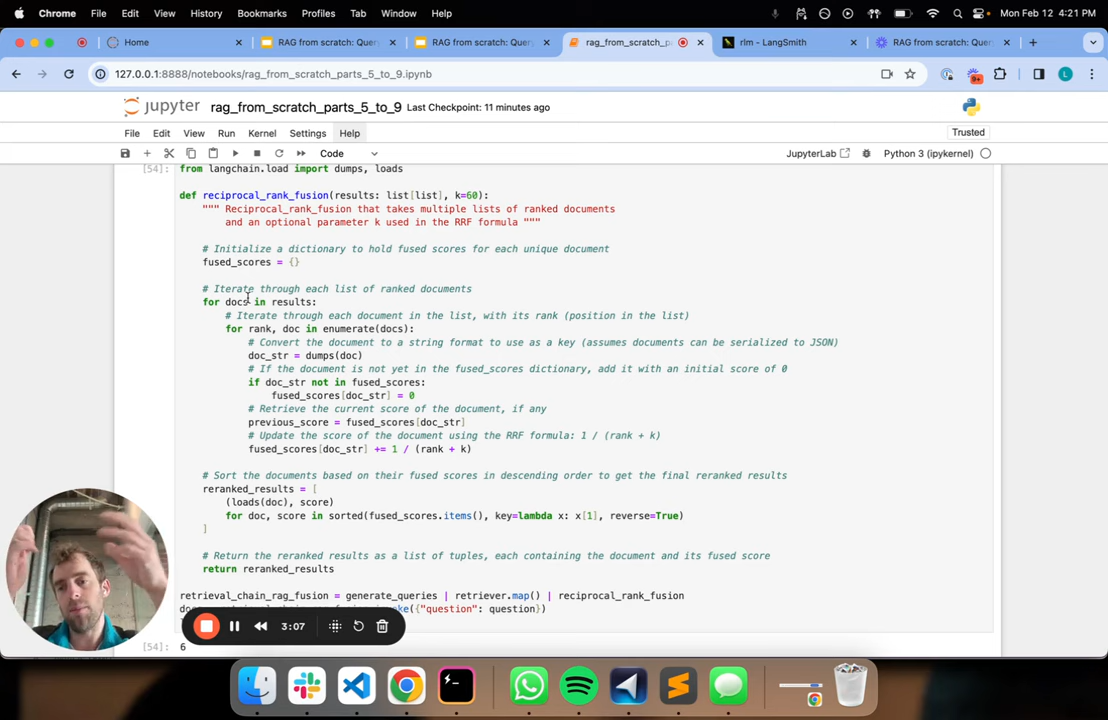 Chrome File Edit View History Bookmarks Profiles Tab Window Help Mon Feb 12 4:21 PM
Home RAG from scratch: Quer RAG from scratch: Quer rag_from_scratch_p rlm - LangSmith RAG from scratch: Quer
127.0.0.1:8888/notebooks/rag_from_scratch_parts_5_to_9.ipynb 9+ L
jupyter rag_from_scratch_parts_5_to_9 Last Checkpoint: 11 minutes ago
File Edit View Run Kernel Settings Help Trusted
Code JupyterLab Python 3 (ipykernel)
[54]: from langchain.load import dumps, loads
def reciprocal_rank_fusion(results: list[list], k=60):
""" Reciprocal_rank_fusion that takes multiple lists of ranked documents
and an optional parameter k used in the RRF formula """
# Initialize a dictionary to hold fused scores for each unique document
fused_scores = {}
# Iterate through each list of ranked documents
for docs in results:
# Iterate through each document in the list, with its rank (position in the list)
for rank, doc in enumerate(docs):
# Convert the document to a string format to use as a key (assumes documents can be serialized to JSON)
doc_str = dumps(doc)
# If the document is not yet in the fused_scores dictionary, add it with an initial score of 0
if doc_str not in fused_scores:
fused_scores[doc_str] = 0
# Retrieve the current score of the document, if any
previous_score = fused_scores[doc_str]
# Update the score of the document using the RRF formula: 1 / (rank + k)
fused_scores[doc_str] += 1 / (rank + k)
# Sort the documents based on their fused scores in descending order to get the final reranked results
reranked_results = [
(loads(doc), score)
for doc, score in sorted(fused_scores.items(), key=lambda x: x[1], reverse=True)
]
# Return the reranked results as a list of tuples, each containing the document and its fused score
return reranked_results
retrieval_chain_rag_fusion = generate_queries | retriever.map() | reciprocal_rank_fusion
({"question": question})
3:07
[54]: 6